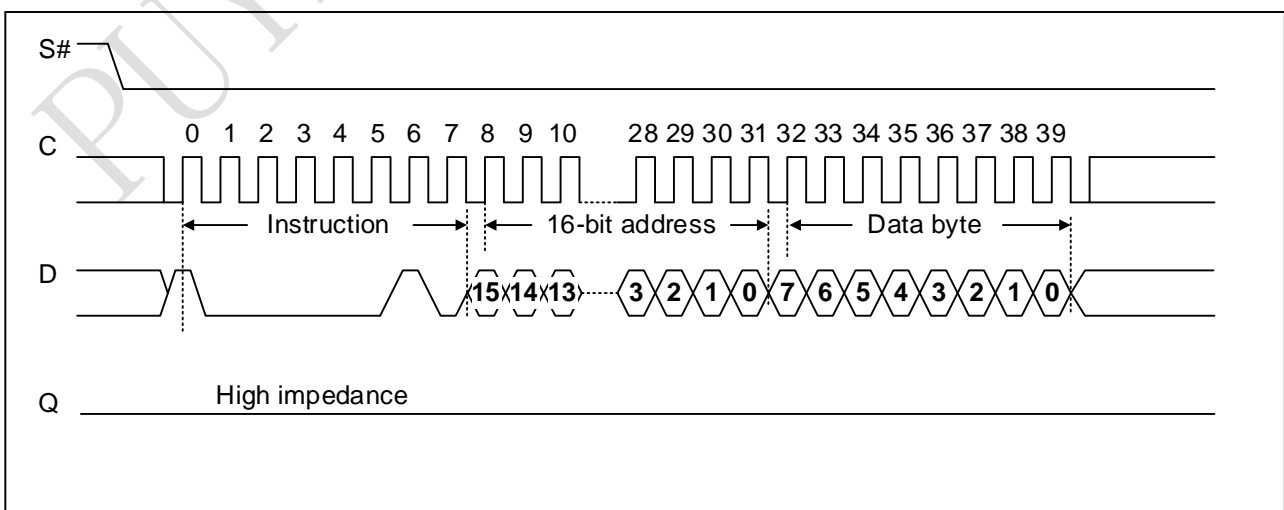 PUY
S#
0 1 2 3 4 5 6 7 8 9 10 28 29 30 31 32 33 34 35 36 37 38 39
C
Instruction 16-bit address Data byte
D
15 14 13 3 2 1 0 7 6 5 4 3 2 1 0
High impedance
Q